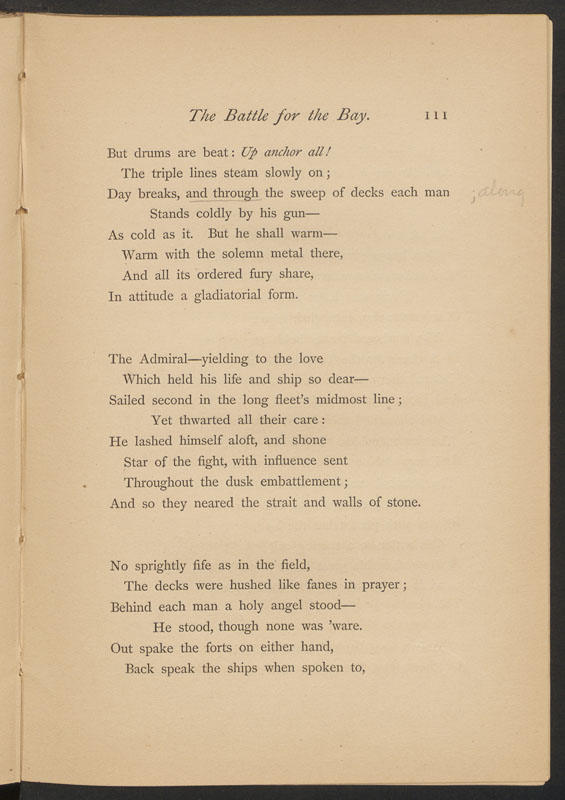 The Battle for the Bay. 111
But drums are beat: Up anchor all!
The triple lines steam slowly on;
Day breaks, and through the sweep of decks each man ; along
Stands coldly by his gun—
As cold as it. But he shall warm—
Warm with the solemn metal there,
And all its ordered fury share,
In attitude a gladiatorial form.
The Admiral—yielding to the love
Which held his life and ship so dear—
Sailed second in the long fleet's midmost line;
Yet thwarted all their care:
He lashed himself aloft, and shone
Star of the fight, with influence sent
Throughout the dusk embattlement;
And so they neared the strait and walls of stone.
No sprightly fife as in the field,
The decks were hushed like fanes in prayer;
Behind each man a holy angel stood—
He stood, though none was 'ware.
Out spake the forts on either hand,
Back speak the ships when spoken to,